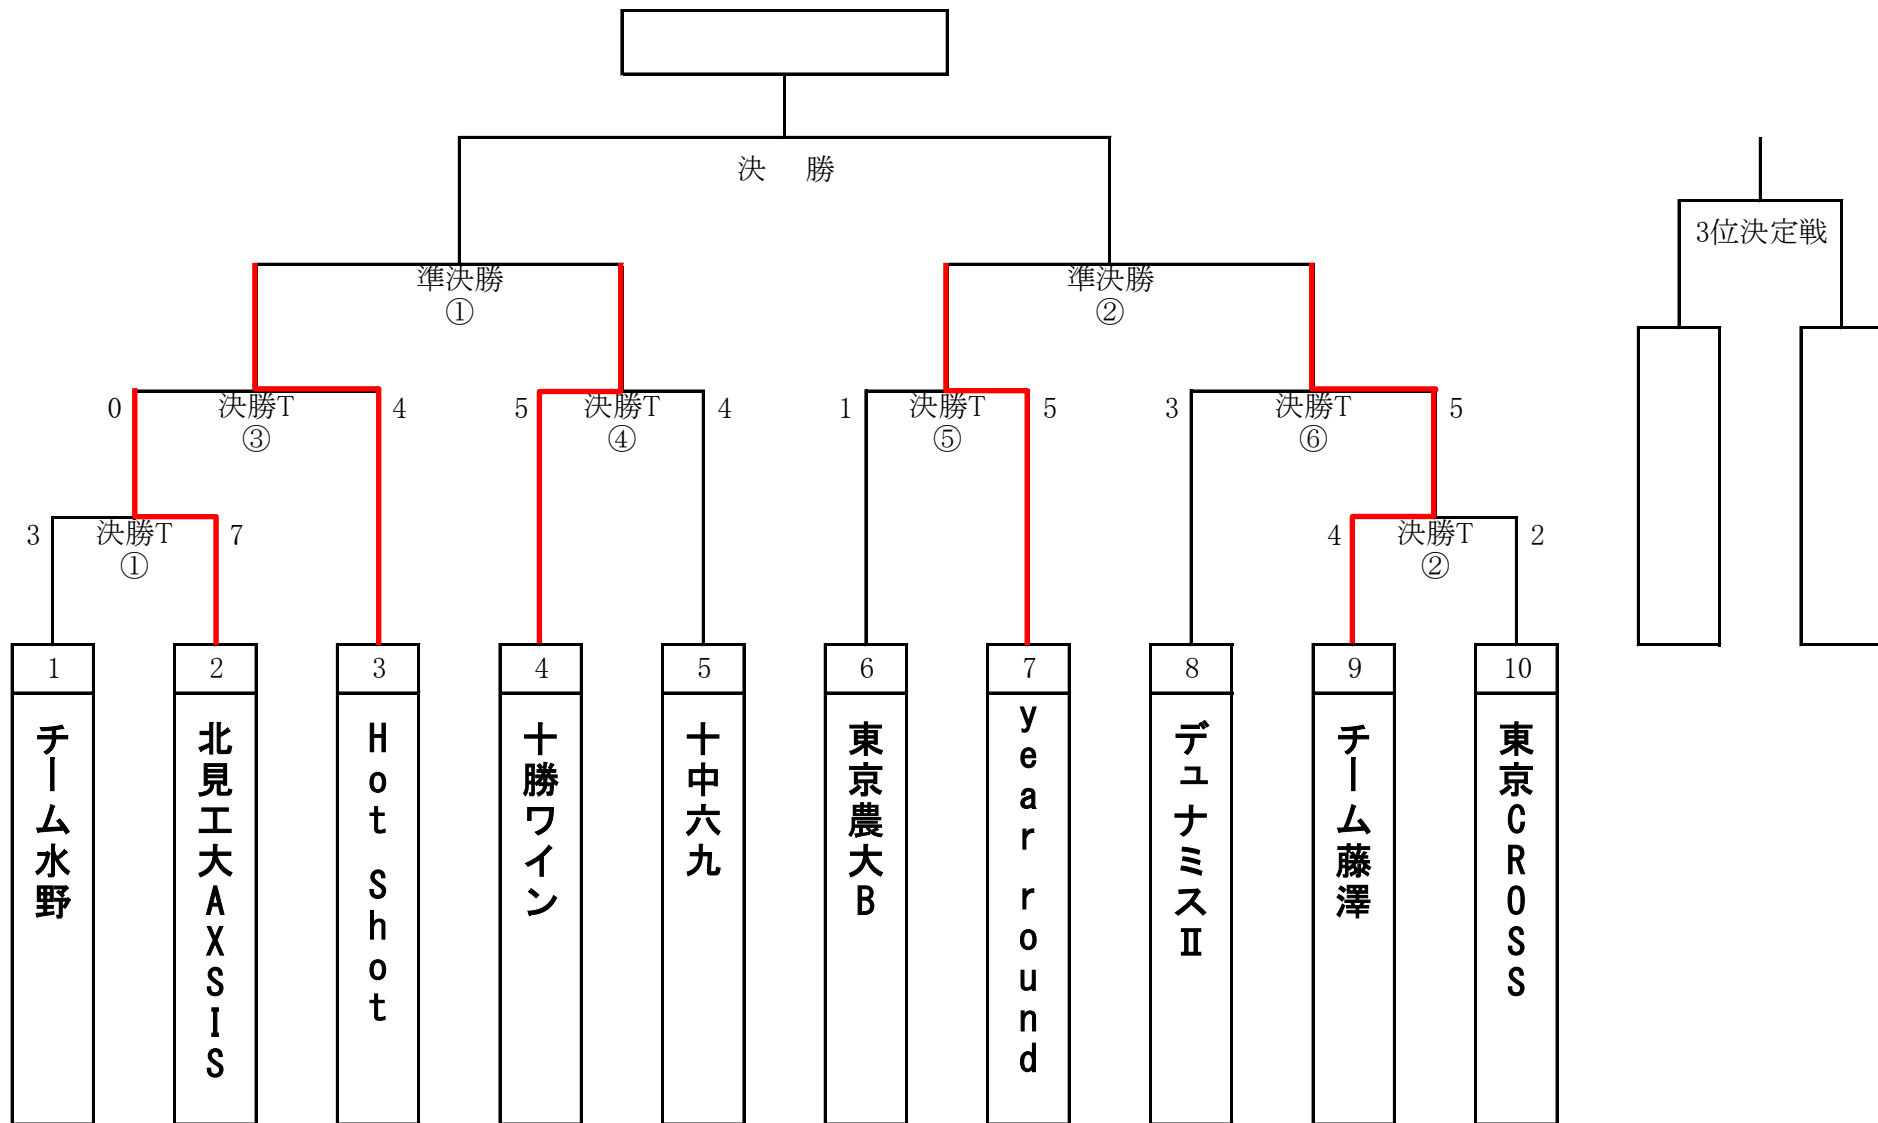 決 勝
3位決定戦
準決勝
①
準決勝
②
0
決勝T
③
4
5
決勝T
④
4
1
決勝T
⑤
5
3
決勝T
⑥
5
3
決勝T
①
7
4
決勝T
②
2
1
2
3
4
5
6
7
8
9
10
チーム水野
北見工大AXSIS
Hot Shot
十勝ワイン
十中六九
東京農大B
year round
デュナミスⅡ
チーム藤澤
東京CROSS